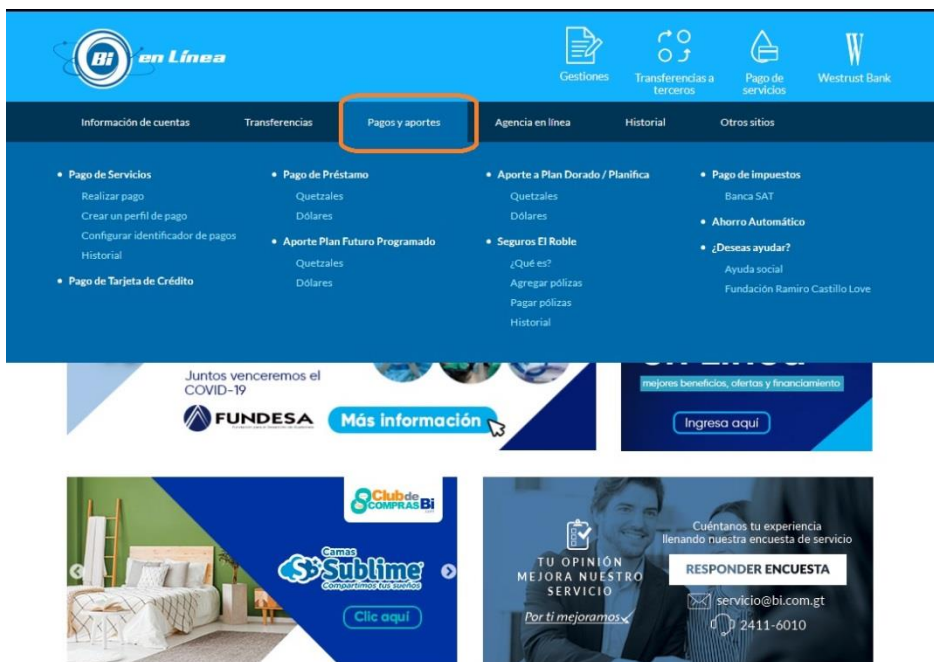 Bi en Línea
Gestiones
Transferencias a
terceros
Pago de
servicios
W
Westrust Bank
Información de cuentas
Transferencias
Pagos y aportes
Agencia en línea
Historial
Otros sitios
• Pago de Servicios
Realizar pago
Crear un perfil de pago
Configurar identificador de pagos
Historial
• Pago de Tarjeta de Crédito
• Pago de Préstamo
Quetzales
Dólares
• Aporte Plan Futuro Programado
Quetzales
Dólares
• Aporte a Plan Dorado / Planifica
Quetzales
Dólares
• Seguros El Roble
¿Qué es?
Agregar pólizas
Pagar pólizas
Historial
• Pago de impuestos
Banca SAT
• Ahorro Automático
• ¿Deseas ayudar?
Ayuda social
Fundación Ramiro Castillo Love
Juntos venceremos el
COVID-19
FUNDESA
Más información
en Línea
mejores beneficios, ofertas y financiamiento
Ingresa aquí
Club de
COMPRAS Bi
Camas
Sublime
Compartimos tus sueños
Clic aquí
TU OPINIÓN
MEJORA NUESTRO
SERVICIO
Por ti mejoramos
Cuéntanos tu experiencia
llenando nuestra encuesta de servicio
RESPONDER ENCUESTA
servicio@bi.com.gt
2411-6010